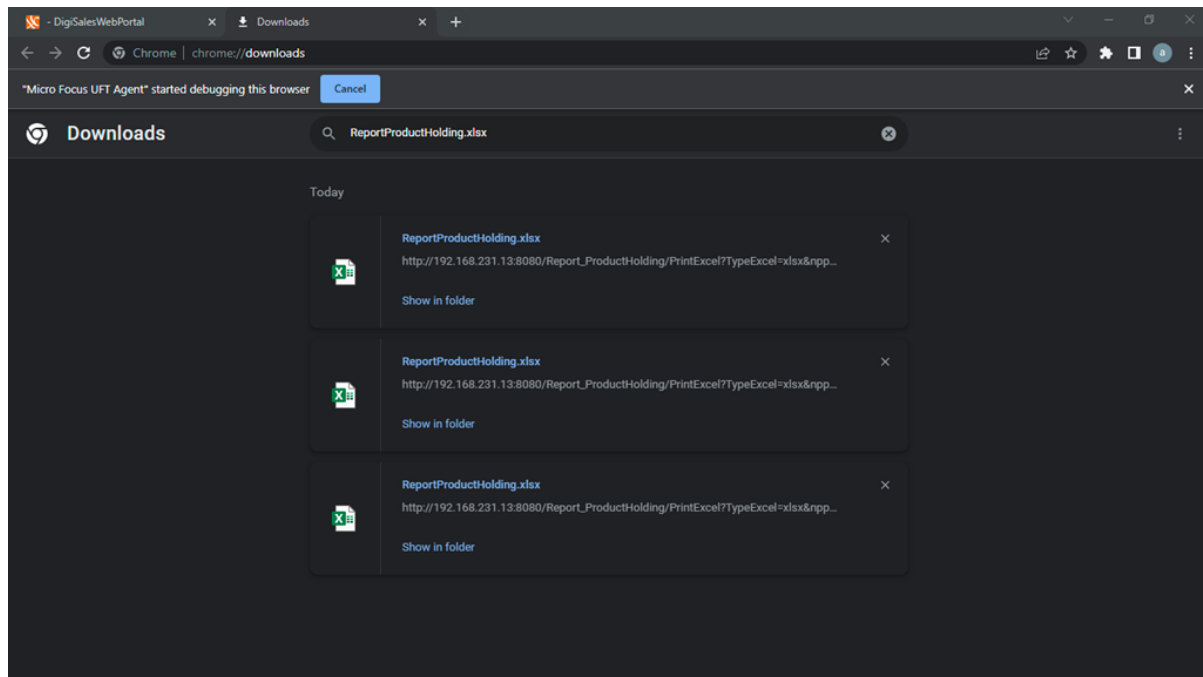 - DigiSalesWebPortal
Downloads
Chrome | chrome://downloads
a
"Micro Focus UFT Agent" started debugging this browser
Cancel
Downloads
ReportProductHolding.xlsx
Today
ReportProductHolding.xlsx
http://192.168.231.13:8080/Report_ProductHolding/PrintExcel?TypeExcel=xlsx&npp...
Show in folder
ReportProductHolding.xlsx
http://192.168.231.13:8080/Report_ProductHolding/PrintExcel?TypeExcel=xlsx&npp...
Show in folder
ReportProductHolding.xlsx
http://192.168.231.13:8080/Report_ProductHolding/PrintExcel?TypeExcel=xlsx&npp...
Show in folder